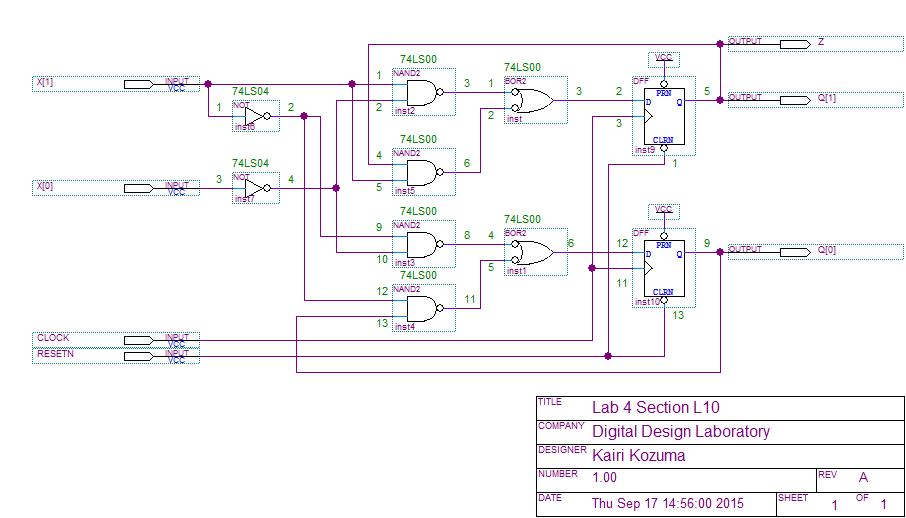 OUTPUT Z
74LS00 74LS00 VCC
X[1] INPUT VCC
NAND2 BOR2 DFF
1 2 3 inst2
1 2 3 inst
2 3 5 D PRN Q CLRN inst9 1
OUTPUT Q[1]
74LS04
1 NOT 2 inst6
74LS00
4 NAND2 6
5 inst5
74LS04
X[0] INPUT VCC 3 NOT 4 inst7
74LS00 74LS00 VCC
9 NAND2 8 4 BOR2 6
10 inst3 5 inst1
12 DFF PRN 9
D Q
11 CLRN
inst10 13
OUTPUT Q[0]
74LS00
12 NAND2 11
13 inst4
CLOCK INPUT VCC
RESETN INPUT VCC
TITLE Lab 4 Section L10
COMPANY Digital Design Laboratory
DESIGNER Kairi Kozuma
NUMBER 1.00 REV A
DATE Thu Sep 17 14:56:00 2015 SHEET 1 OF 1